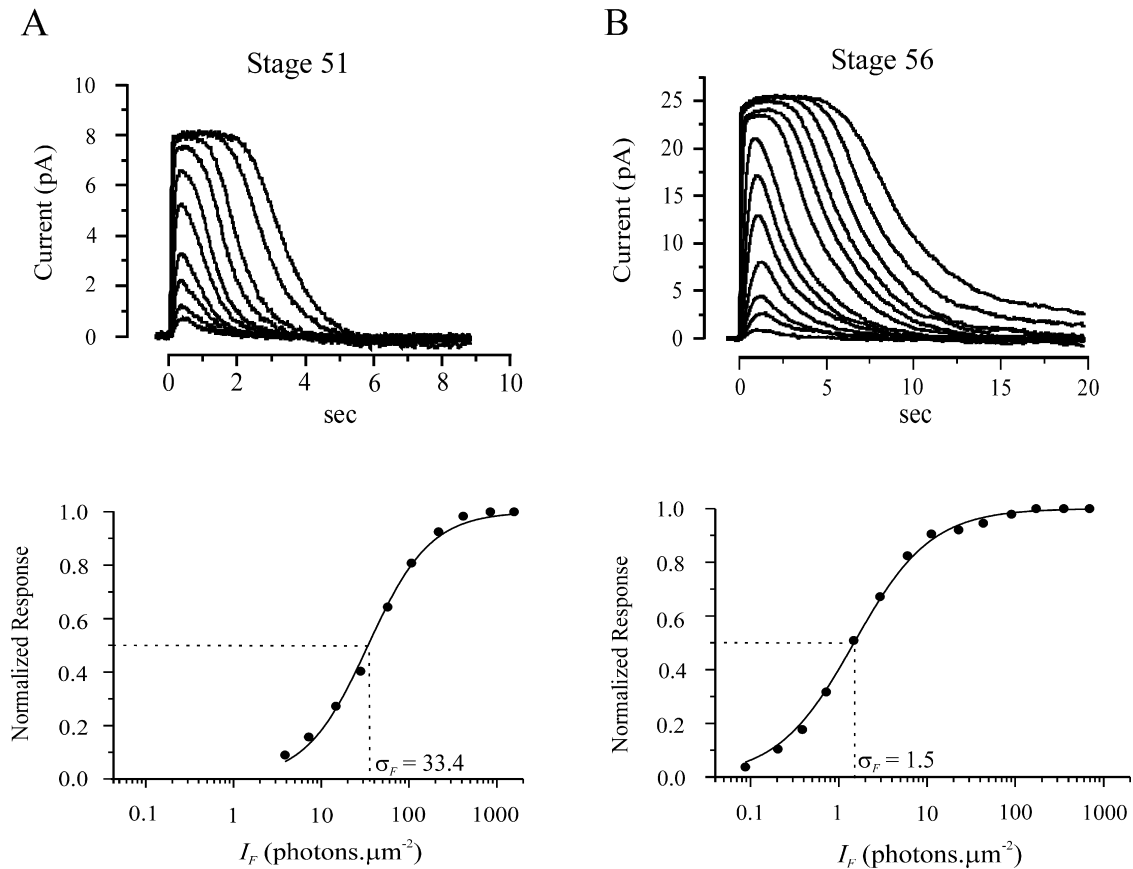 A
Stage 51
Current (pA)
10
8
6
4
2
0
0 2 4 6 8 10
sec
B
Stage 56
Current (pA)
25
20
15
10
5
0
0 5 10 15 20
sec
Normalized Response
1.0
0.8
0.6
0.4
0.2
0.0
σF = 33.4
0.1 1 10 100 1000
IF (photons.μm-2)
Normalized Response
1.0
0.8
0.6
0.4
0.2
0.0
σF = 1.5
0.1 1 10 100 1000
IF (photons.μm-2)